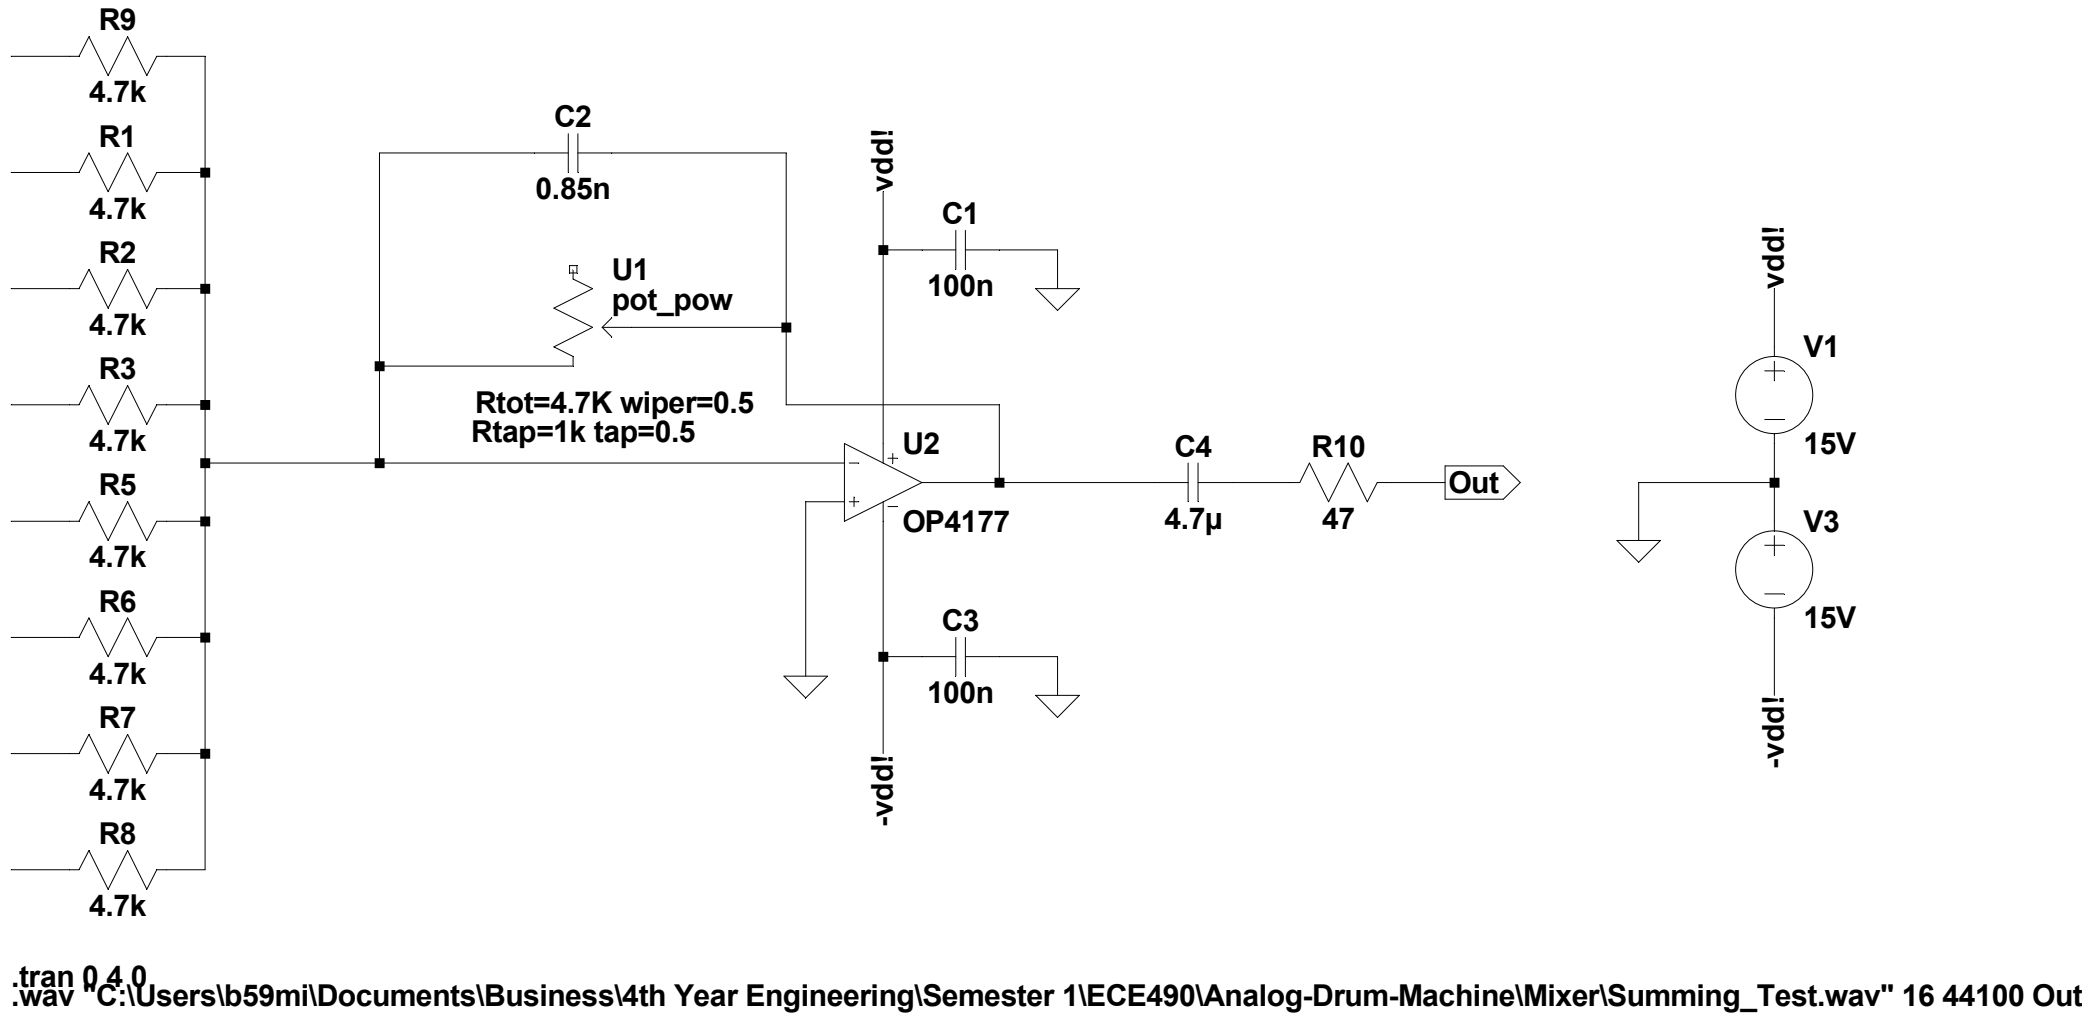 R9
4.7k
R1
4.7k
R2
4.7k
R3
4.7k
R5
4.7k
R6
4.7k
R7
4.7k
R8
4.7k
C2
0.85n
U1
pot_pow
Rtot=4.7K wiper=0.5
Rtap=1k tap=0.5
vdd!
C1
100n
U2
OP4177
C3
100n
-vdd!
C4
4.7µ
R10
47
Out
vdd!
V1
15V
V3
15V
-vdd!
.tran 0 4 0
.wav "C:\Users\b59mi\Documents\Business\4th Year Engineering\Semester 1\ECE490\Analog-Drum-Machine\Mixer\Summing_Test.wav" 16 44100 Out